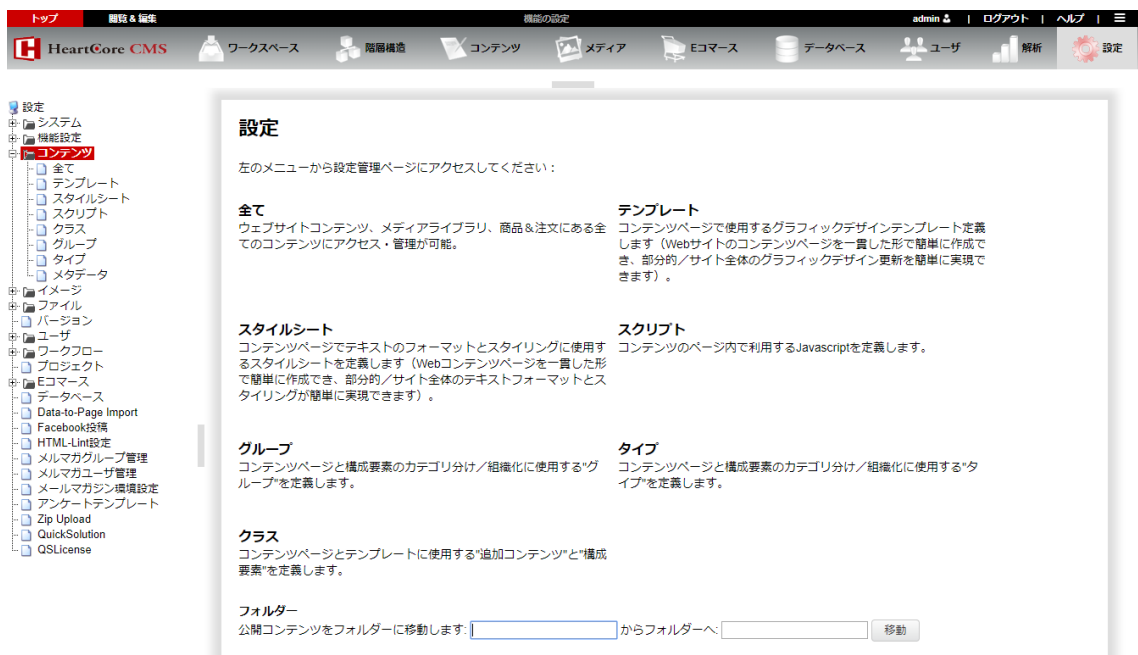 トップ 閲覧 & 編集 機能の設定 admin | ログアウト | ヘルプ |
HeartCore CMS ワークスペース 階層構造 コンテンツ メディア Eコマース データベース ユーザ 解析 設定
設定
システム
機能設定
コンテンツ
全て
テンプレート
スタイルシート
スクリプト
クラス
グループ
タイプ
メタデータ
イメージ
ファイル
バージョン
ユーザ
ワークフロー
プロジェクト
Eコマース
データベース
Data-to-Page Import
Facebook投稿
HTML-Lint設定
メルマガグループ管理
メルマガユーザ管理
メールマガジン環境設定
アンケートテンプレート
Zip Upload
QuickSolution
QSLicense
設定
左のメニューから設定管理ページにアクセスしてください：
全て
ウェブサイトコンテンツ、メディアライブラリ、商品＆注文にある全
てのコンテンツにアクセス・管理が可能。
テンプレート
コンテンツページで使用するグラフィックデザインテンプレート定義
します（Webサイトのコンテンツページを一貫した形で簡単に作成で
き、部分的／サイト全体のグラフィックデザイン更新を簡単に実現で
きます）。
スタイルシート
コンテンツページでテキストのフォーマットとスタイリングに使用す
るスタイルシートを定義します（Webコンテンツページを一貫した形
で簡単に作成でき、部分的／サイト全体のテキストフォーマットとス
タイリングが簡単に実現できます）。
スクリプト
コンテンツのページ内で利用するJavascriptを定義します。
グループ
コンテンツページと構成要素のカテゴリ分け／組織化に使用する"グ
ループ"を定義します。
タイプ
コンテンツページと構成要素のカテゴリ分け／組織化に使用する"タ
イプ"を定義します。
クラス
コンテンツページとテンプレートに使用する"追加コンテンツ"と"構成
要素"を定義します。
フォルダー
公開コンテンツをフォルダーに移動します: からフォルダーへ: 移動